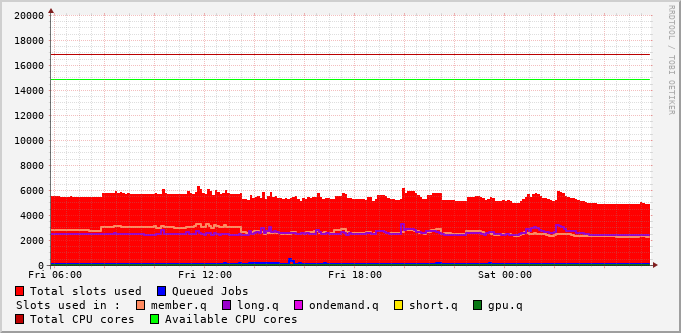 20000
18000
16000
14000
12000
10000
8000
6000
4000
2000
0
Fri 06:00 Fri 12:00 Fri 18:00 Sat 00:00
RRDTOOL / TOBI OETIKER
Total slots used Queued Jobs
Slots used in : member.q long.q ondemand.q short.q gpu.q
Total CPU cores Available CPU cores